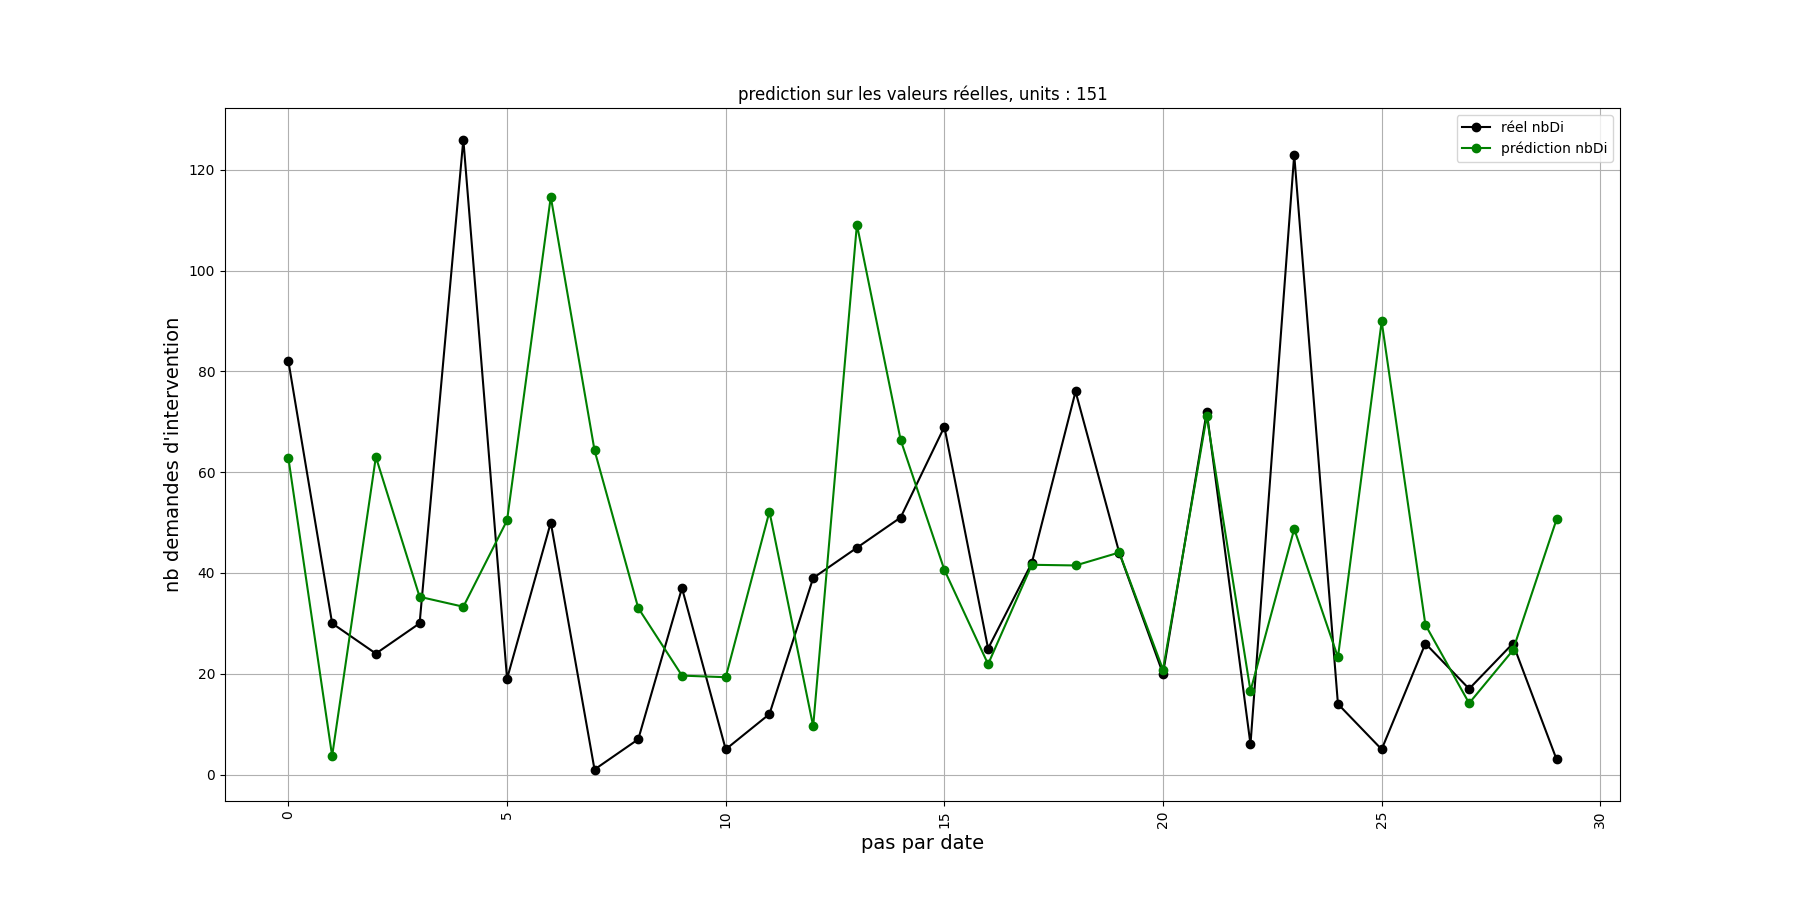 prediction sur les valeurs réelles, units : 151
réel nbDi
prédiction nbDi
nb demandes d'intervention
120
100
80
60
40
20
0
0
5
10
15
20
25
30
pas par date